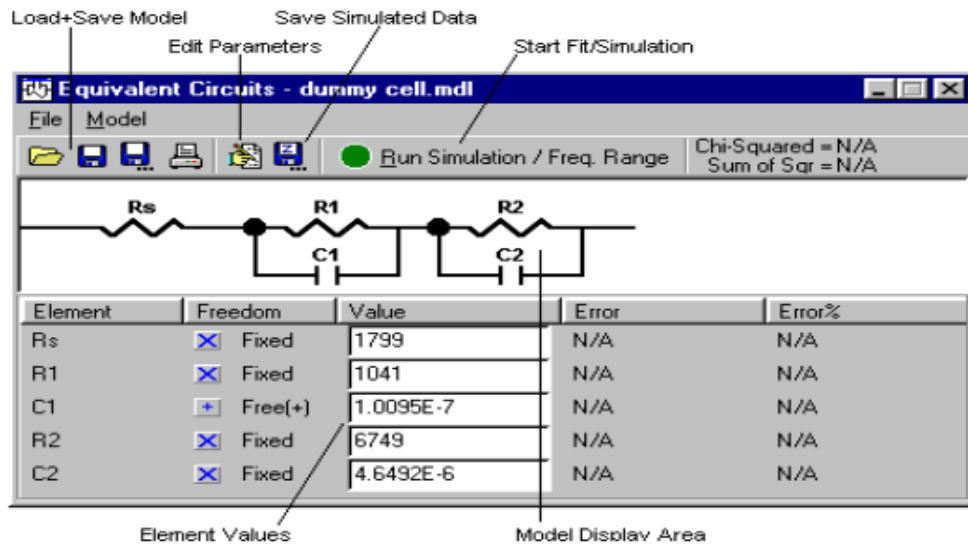 Load+Save Model
Save Simulated Data
Edit Parameters
Start Fit/Simulation
Equivalent Circuits - dummy cell.mdl
File Model
Run Simulation / Freq. Range
Chi-Squared = N/A
Sum of Sqr = N/A
Rs R1 R2
C1 C2
Element Freedom Value Error Error%
Rs Fixed 1799 N/A N/A
R1 Fixed 1041 N/A N/A
C1 Free(+) 1.0095E-7 N/A N/A
R2 Fixed 6749 N/A N/A
C2 Fixed 4.6492E-6 N/A N/A
Element Values
Model Display Area